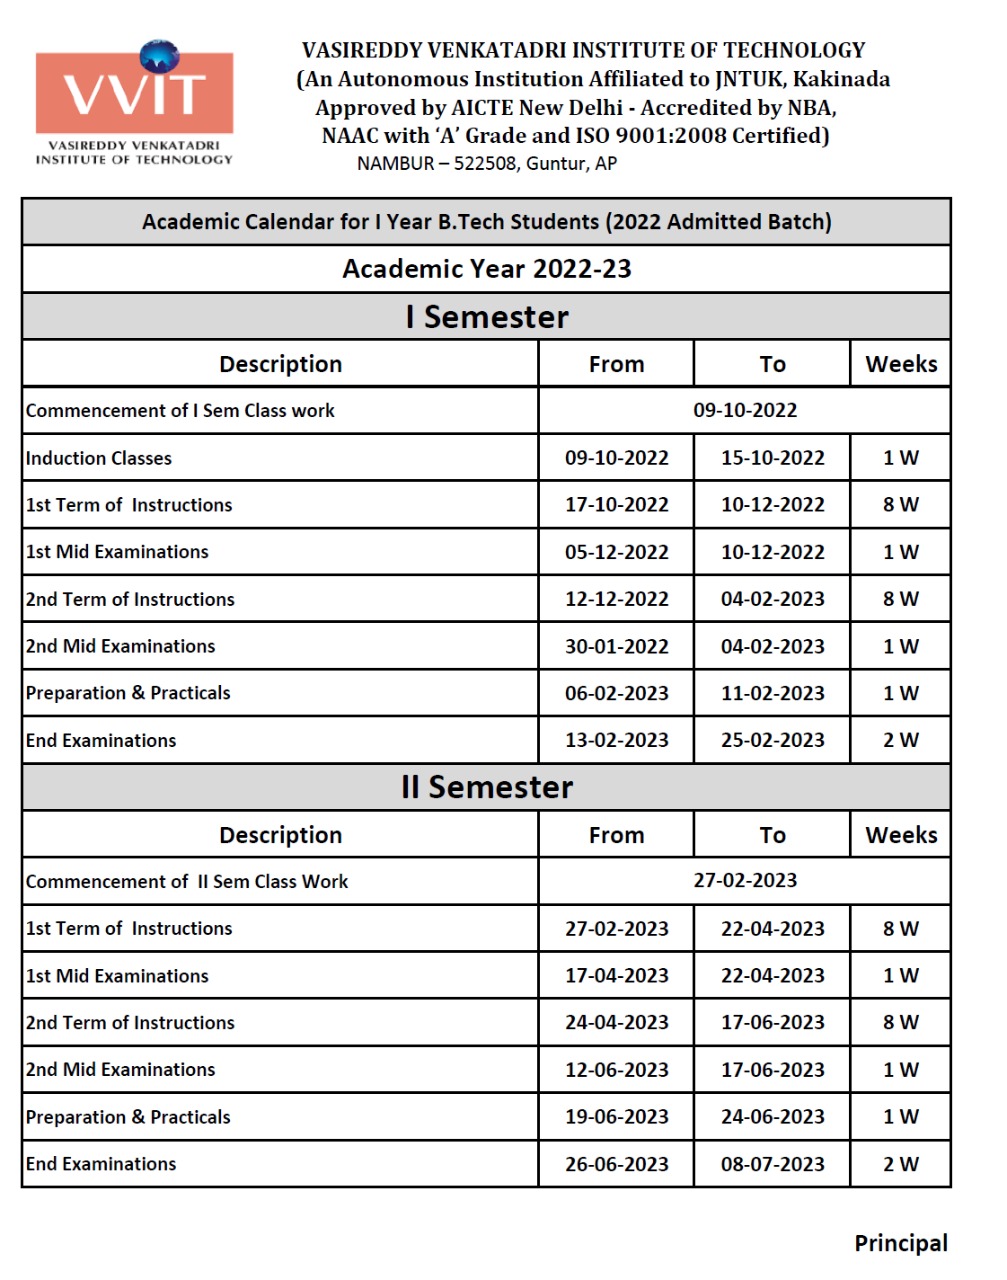 VVIT
VASIREDDY VENKATADRI
INSTITUTE OF TECHNOLOGY
VASIREDDY VENKATADRI INSTITUTE OF TECHNOLOGY
(An Autonomous Institution Affiliated to JNTUK, Kakinada
Approved by AICTE New Delhi - Accredited by NBA,
NAAC with ‘A’ Grade and ISO 9001:2008 Certified)
NAMBUR – 522508, Guntur, AP
Academic Calendar for I Year B.Tech Students (2022 Admitted Batch)
Academic Year 2022-23
I Semester
Description From To Weeks
Commencement of I Sem Class work 09-10-2022
Induction Classes 09-10-2022 15-10-2022 1 W
1st Term of Instructions 17-10-2022 10-12-2022 8 W
1st Mid Examinations 05-12-2022 10-12-2022 1 W
2nd Term of Instructions 12-12-2022 04-02-2023 8 W
2nd Mid Examinations 30-01-2022 04-02-2023 1 W
Preparation & Practicals 06-02-2023 11-02-2023 1 W
End Examinations 13-02-2023 25-02-2023 2 W
II Semester
Description From To Weeks
Commencement of II Sem Class Work 27-02-2023
1st Term of Instructions 27-02-2023 22-04-2023 8 W
1st Mid Examinations 17-04-2023 22-04-2023 1 W
2nd Term of Instructions 24-04-2023 17-06-2023 8 W
2nd Mid Examinations 12-06-2023 17-06-2023 1 W
Preparation & Practicals 19-06-2023 24-06-2023 1 W
End Examinations 26-06-2023 08-07-2023 2 W
Principal